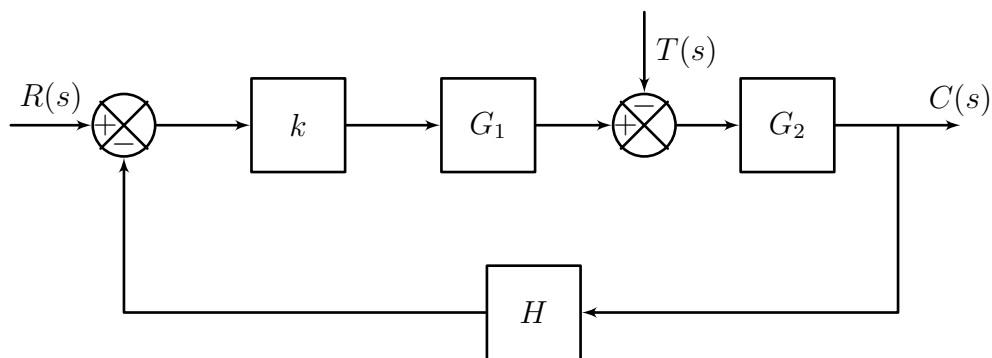 T(s)
R(s)
C(s)
−
+
k
G₁
+
G₂
−
H